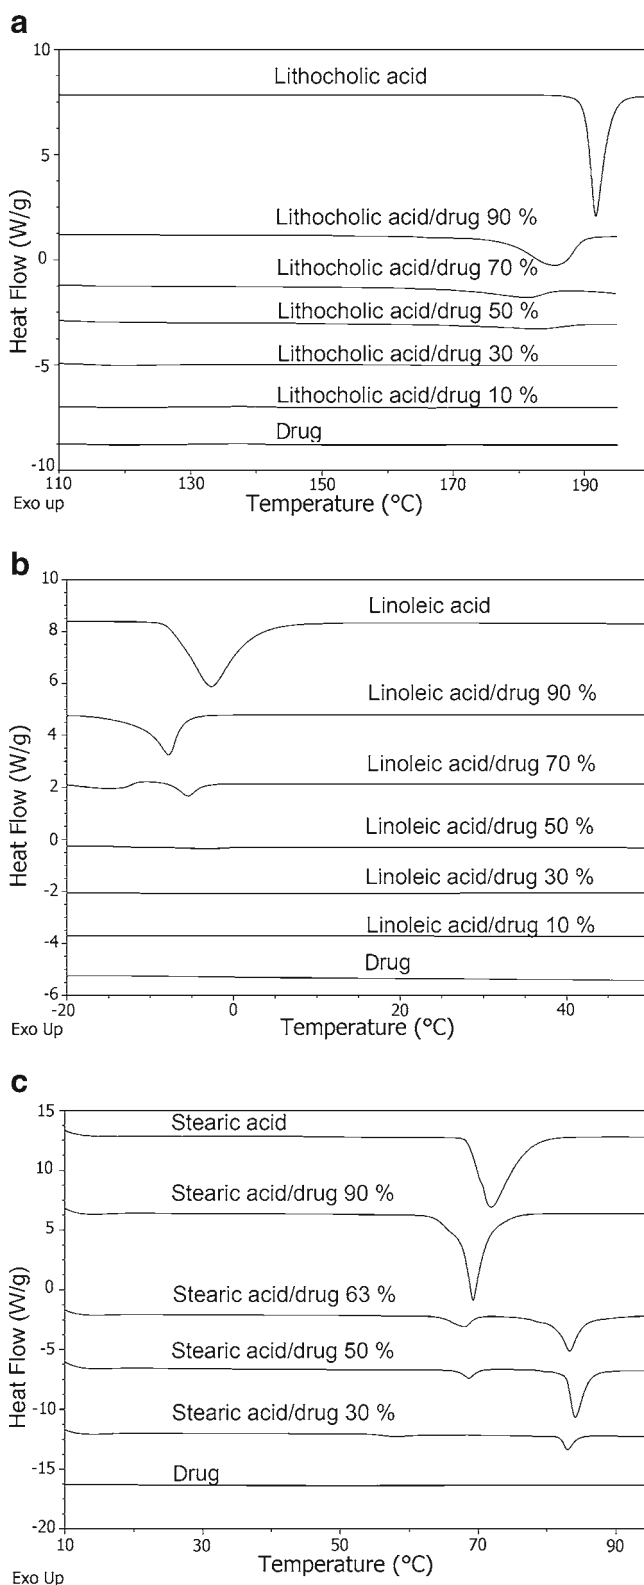 a
10
Lithocholic acid
5
Lithocholic acid/drug 90 %
0
Lithocholic acid/drug 70 %
Lithocholic acid/drug 50 %
Lithocholic acid/drug 30 %
-5
Lithocholic acid/drug 10 %
Drug
-10
Heat Flow (W/g)
110 130 150 170 190
Exo up
Temperature (°C)
b
10
Linoleic acid
8
6
Linoleic acid/drug 90 %
4
Linoleic acid/drug 70 %
2
Linoleic acid/drug 50 %
0
Linoleic acid/drug 30 %
-2
Linoleic acid/drug 10 %
-4
Drug
-6
Heat Flow (W/g)
-20 0 20 40
Exo Up
Temperature (°C)
c
15
Stearic acid
10
Stearic acid/drug 90 %
5
0
Stearic acid/drug 63 %
-5
Stearic acid/drug 50 %
-10
Stearic acid/drug 30 %
-15
Drug
-20
Heat Flow (W/g)
10 30 50 70 90
Temperature (°C)
Exo Up